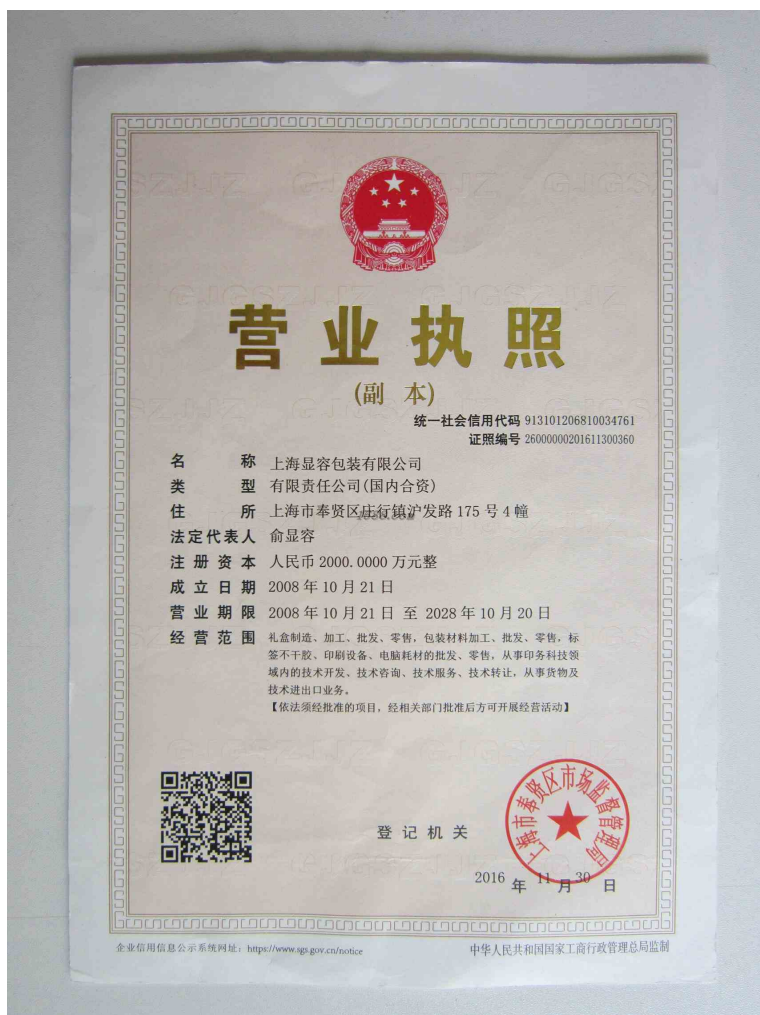 营业执照
(副 本)
统一社会信用代码 913101206810034761
证照编号 26000000201611300360
名 称 上海显容包装有限公司
类 型 有限责任公司(国内合资)
住 所 上海市奉贤区庄行镇沪发路175号4幢
法定代表人 俞显容
注册资本 人民币2000.0000万元整
成立日期 2008年10月21日
营业期限 2008年10月21日 至 2028年10月20日
经营范围 礼盒制造、加工、批发、零售，包装材料加工、批发、零售，标
签不干胶、印刷设备、电脑耗材的批发、零售，从事印务科技领
域内的技术开发、技术咨询、技术服务、技术转让，从事货物及
技术进出口业务。
【依法须经批准的项目，经相关部门批准后方可开展经营活动】
上海市奉贤区市场监督管理局
登记机关
2016年11月30日
企业信用信息公示系统网址：https://www.sgs.gov.cn/notice
中华人民共和国国家工商行政管理总局监制